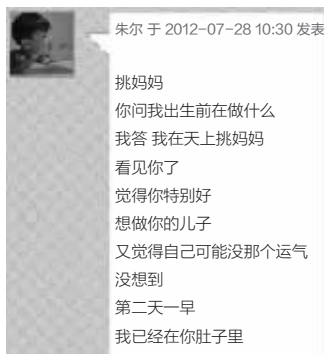 朱尔 于 2012-07-28 10:30 发表
挑妈妈
你问我出生前在做什么
我答 我在天上挑妈妈
看见你了
觉得你特别好
想做你的儿子
又觉得自己可能没那个运气
没想到
第二天一早
我已经在你肚子里